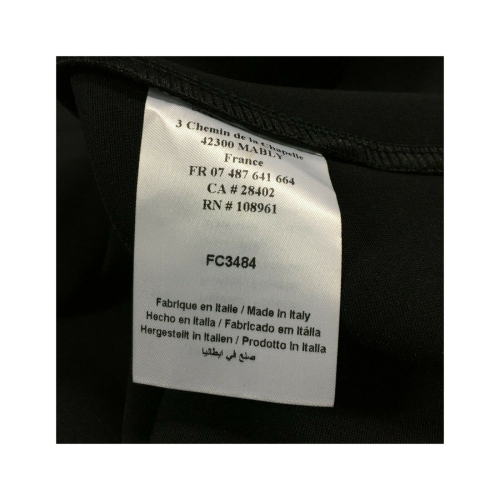 3 Chemin de la Chapelle
42300 MABLY
France
FR 07 487 641 664
CA # 28402
RN # 108961
FC3484
Fabrique en Italie / Made in Italy
Hecho en Italia / Fabricado em Itália
Hergestellt in Italien / Prodotto in Italia
صنع في ايطاليا